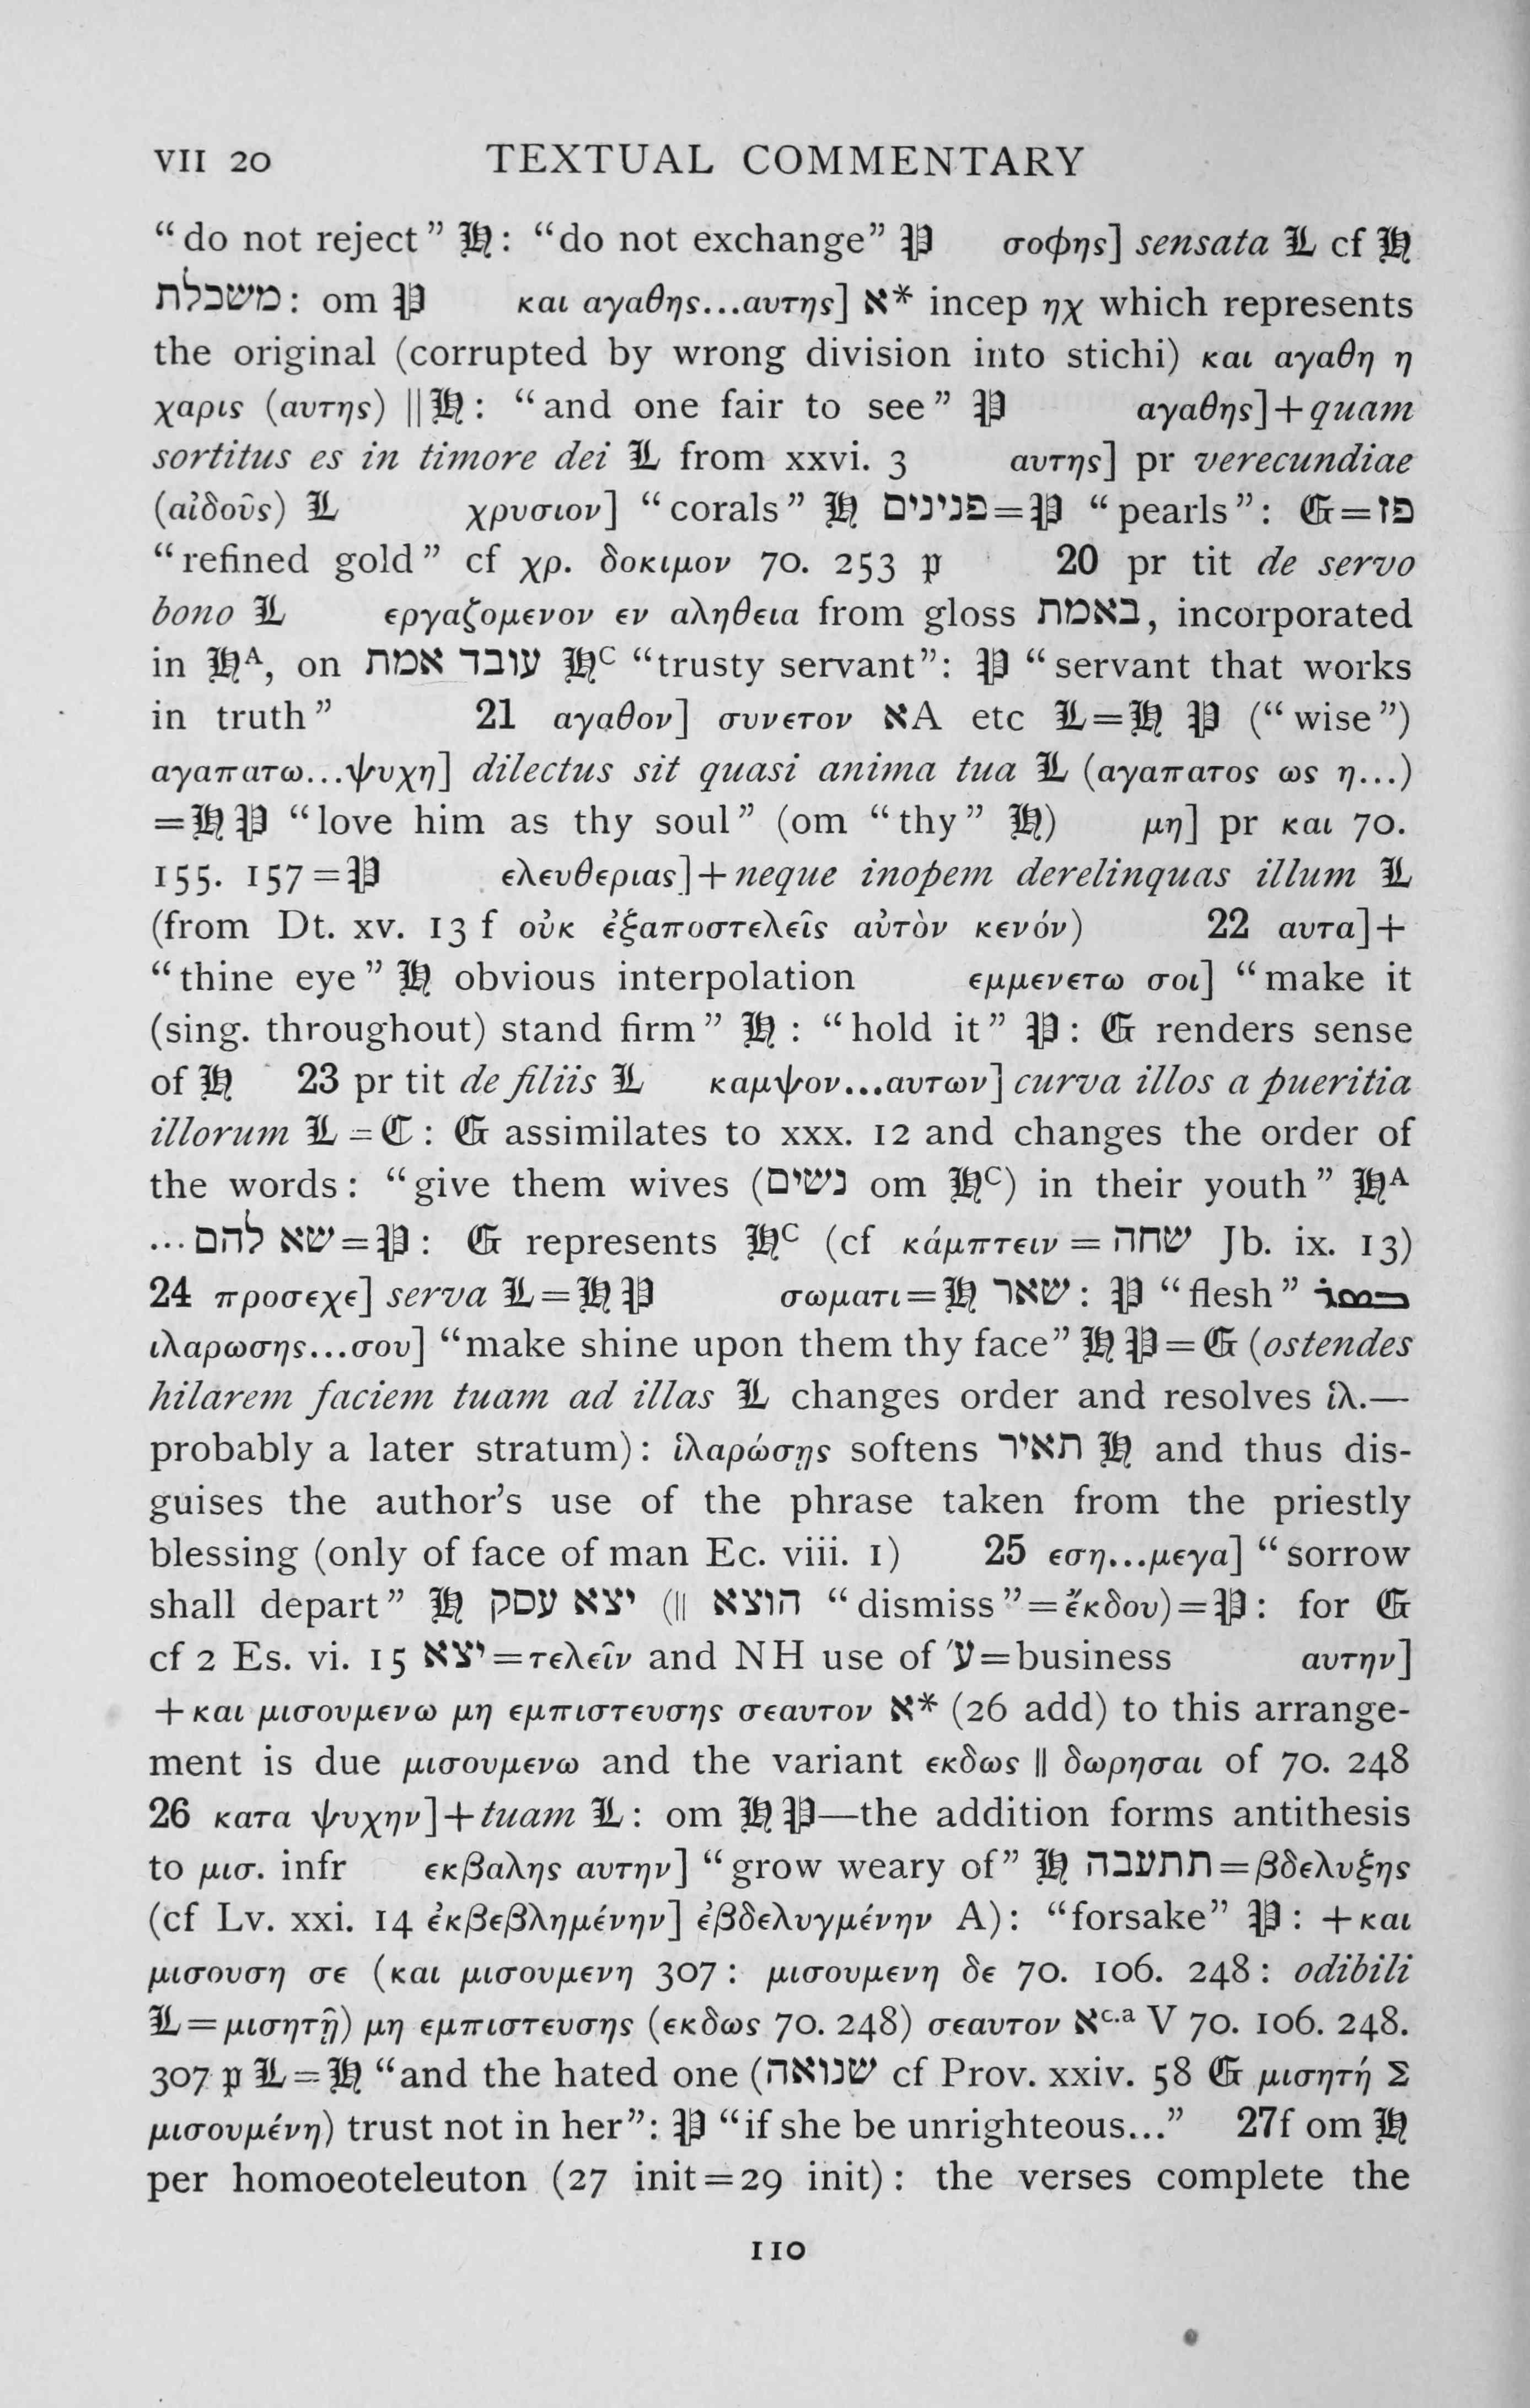 VII 20 TEXTUAL COMMENTARY
“do not reject” 𝕳: “do not exchange” 𝕻 σοφης] sensata 𝕷 cf 𝕳
משכלת: om 𝕻 και αγαθης...αυτης] א* incep ηχ which represents
the original (corrupted by wrong division into stichi) και αγαθη η
χαρις (αυτης) ||𝕳: “and one fair to see” 𝕻 αγαθης]+quam
sortitus es in timore dei 𝕷 from xxvi. 3 αυτης] pr verecundiae
(αἰδοῦς) 𝕷 χρυσιον] “corals” 𝕳 פנינים=𝕻 “pearls”: 𝕲=פז
“refined gold” cf χρ. δοκιμον 70. 253 𝔭 20 pr tit de servo
bono 𝕷 εργαζομενον εν αληθεια from gloss באמת, incorporated
in 𝕳ᴬ, on עובד אמת 𝕳ᶜ “trusty servant”: 𝕻 “servant that works
in truth” 21 αγαθον] συνετον אA etc 𝕷=𝕳 𝕻 (“wise”)
αγαπατω...ψυχη] dilectus sit quasi anima tua 𝕷 (αγαπατος ως η...)
=𝕳 𝕻 “love him as thy soul” (om “thy” 𝕳) μη] pr και 70.
155. 157=𝕻 ελευθεριας]+neque inopem derelinquas illum 𝕷
(from Dt. xv. 13 f οὐκ ἐξαποστελεῖς αὐτὸν κενόν) 22 αυτα]+
“thine eye” 𝕳 obvious interpolation εμμενετω σοι] “make it
(sing. throughout) stand firm” 𝕳 : “hold it” 𝕻: 𝕲 renders sense
of 𝕳 23 pr tit de filiis 𝕷 καμψον...αυτων] curva illos a pueritia
illorum 𝕷 =ℭ: 𝕲 assimilates to xxx. 12 and changes the order of
the words: “give them wives (נשים om 𝕳ᶜ) in their youth” 𝕳ᴬ
...שא להם=𝕻: 𝕲 represents 𝕳ᶜ (cf κάμπτειν = שחה Jb. ix. 13)
24 προσεχε] serva 𝕷=𝕳 𝕻 σωματι=𝕳 שאר: 𝕻 “flesh” ܒܣܪ
ιλαρωσης...σου] “make shine upon them thy face” 𝕳 𝕻=𝕲 (ostendes
hilarem faciem tuam ad illas 𝕷 changes order and resolves ἱλ.—
probably a later stratum): ἱλαρώσῃς softens תאיר 𝕳 and thus dis-
guises the author’s use of the phrase taken from the priestly
blessing (only of face of man Ec. viii. 1) 25 εση...μεγα] “sorrow
shall depart” 𝕳 יצא עסק (|| הוצא “dismiss”=ἔκδου)=𝕻: for 𝕲
cf 2 Es. vi. 15 יצא=τελεῖν and NH use of ע׳=business αυτην]
+και μισουμενω μη εμπιστευσης σεαυτον א* (26 add) to this arrange-
ment is due μισουμενω and the variant εκδως || δωρησαι of 70. 248
26 κατα ψυχην]+tuam 𝕷: om 𝕳 𝕻—the addition forms antithesis
to μισ. infr εκβαλης αυτην] “grow weary of” 𝕳 תתעבה=βδελυξης
(cf Lv. xxi. 14 ἐκβεβλημένην] ἐβδελυγμένην A): “forsake” 𝕻: +και
μισουση σε (και μισουμενη 307: μισουμενη δε 70. 106. 248: odibili
𝕷=μισητῇ) μη εμπιστευσης (εκδως 70. 248) σεαυτον אᶜ·ᵃ V 70. 106. 248.
307 𝔭 𝕷=𝕳 “and the hated one (שנואה cf Prov. xxiv. 58 𝕲 μισητή Σ
μισουμένη) trust not in her”: 𝕻 “if she be unrighteous...” 27f om 𝕳
per homoeoteleuton (27 init=29 init): the verses complete the
110